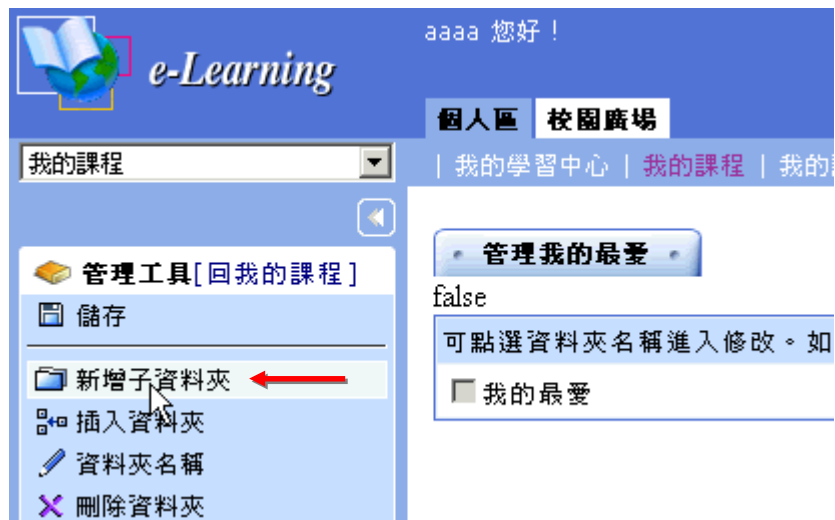 e-Learning
aaaa 您好！
個人區 校園廣場
我的課程
| 我的學習中心 | 我的課程 | 我的
管理工具[回我的課程]
儲存
新增子資料夾
插入資料夾
資料夾名稱
刪除資料夾
管理我的最愛
false
可點選資料夾名稱進入修改。如
我的最愛